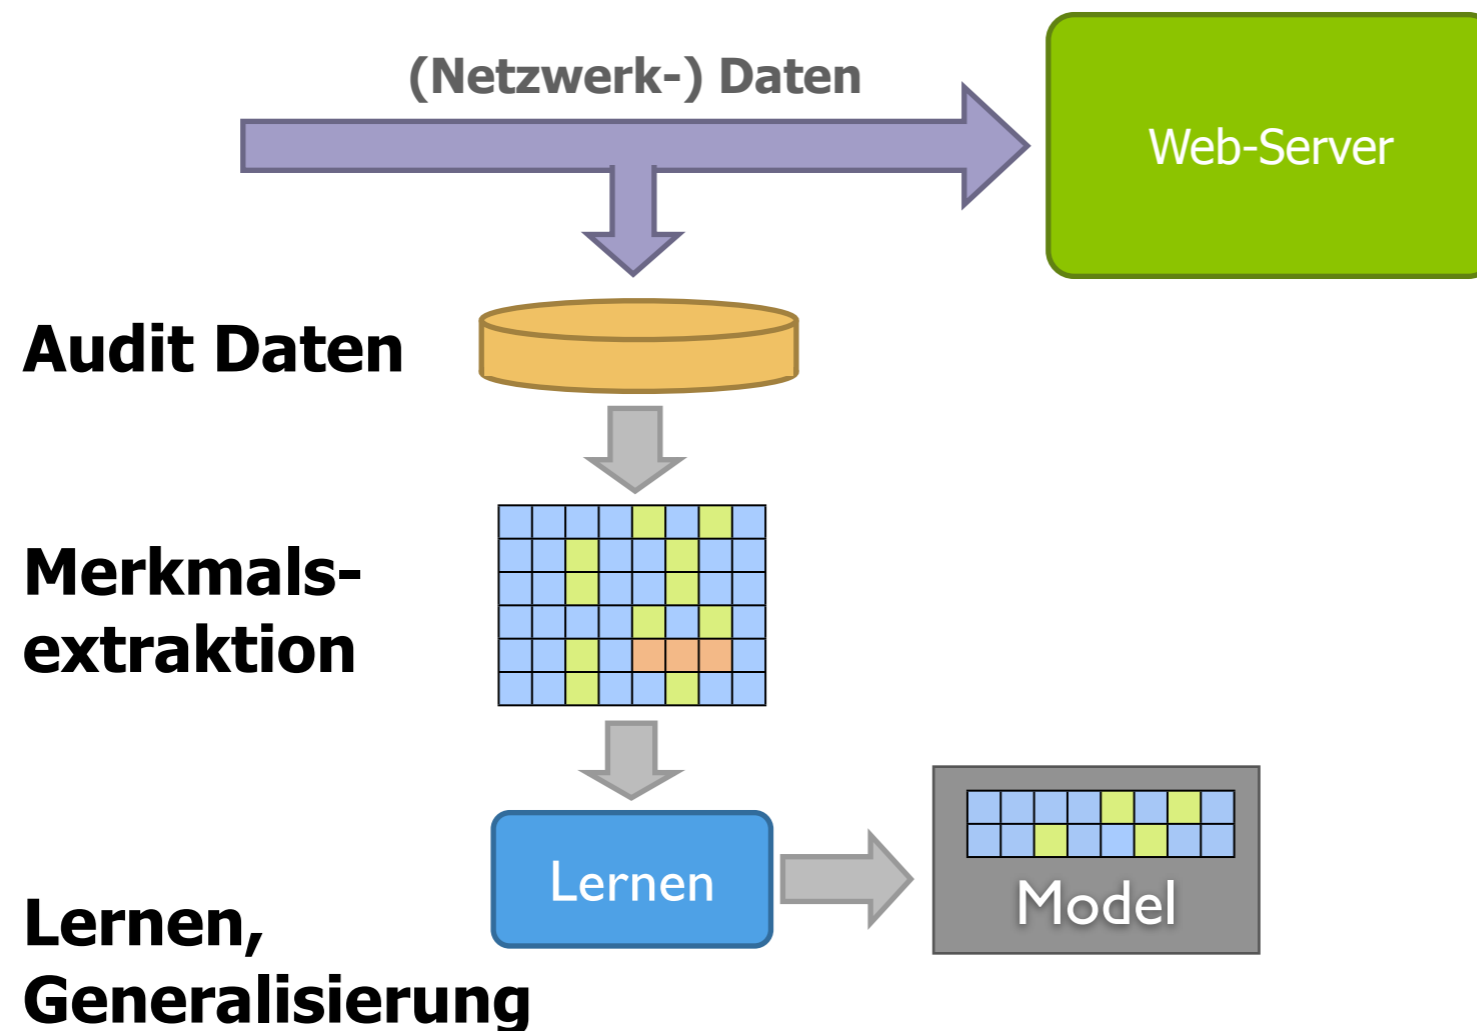 (Netzwerk-) Daten
Web-Server
Audit Daten
Merkmals-
extraktion
Lernen
Model
Lernen,
Generalisierung